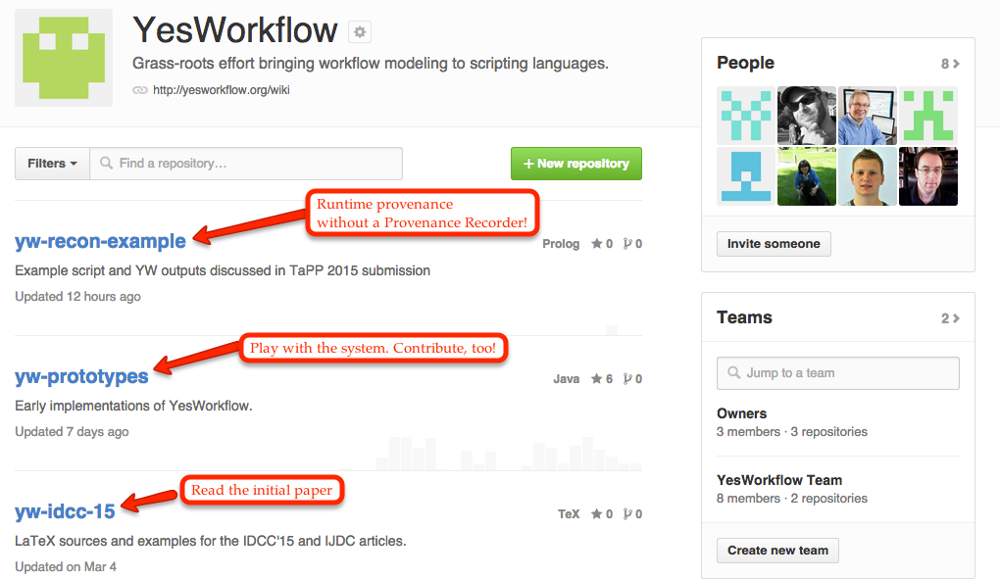 YesWorkflow
Grass-roots effort bringing workflow modeling to scripting languages.
http://yesworkflow.org/wiki
Filters
Find a repository...
+ New repository
Runtime provenance
without a Provenance Recorder!
yw-recon-example
Prolog 0 0
Example script and YW outputs discussed in TaPP 2015 submission
Updated 12 hours ago
Play with the system. Contribute, too!
yw-prototypes
Java 6 0
Early implementations of YesWorkflow.
Updated 7 days ago
Read the initial paper
yw-idcc-15
TeX 0 0
LaTeX sources and examples for the IDCC'15 and IJDC articles.
Updated on Mar 4
People 8 >
Invite someone
Teams 2 >
Jump to a team
Owners
3 members · 3 repositories
YesWorkflow Team
8 members · 2 repositories
Create new team